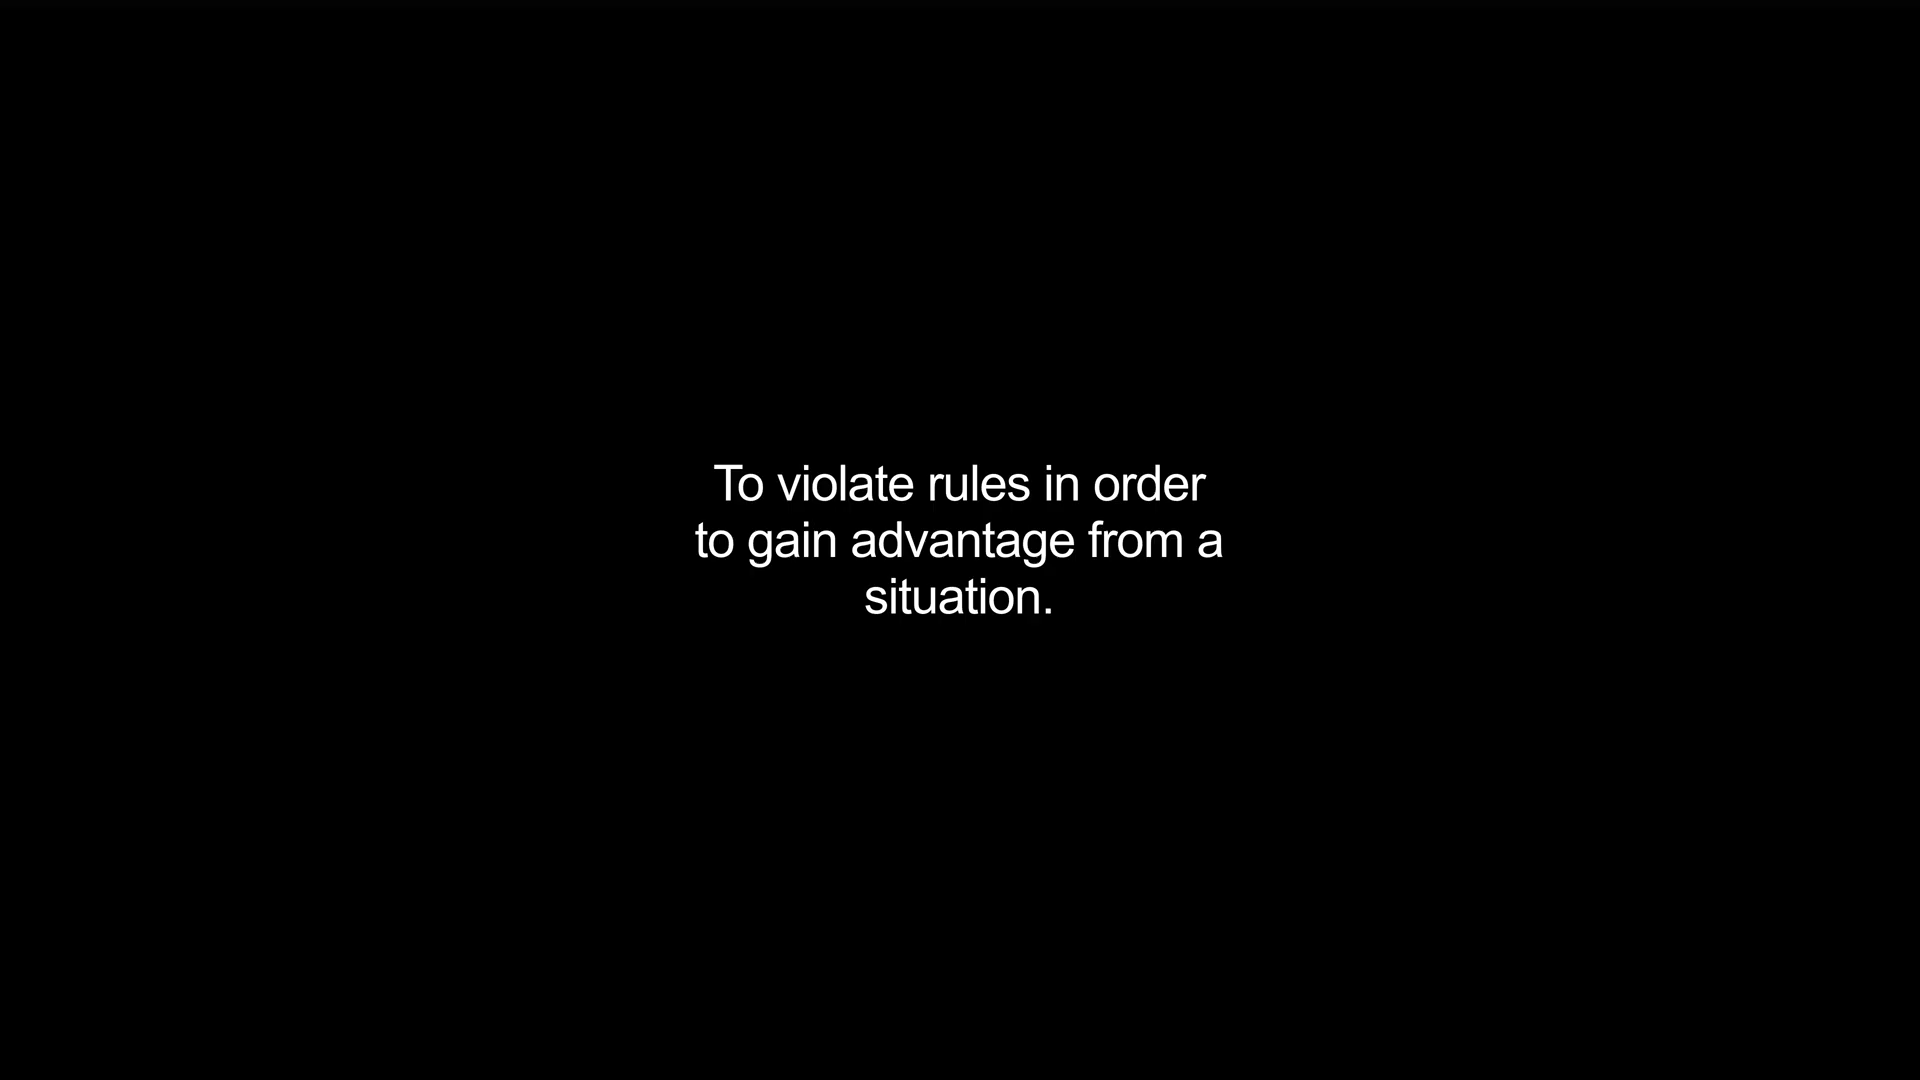 To violate rules in order
to gain advantage from a
situation.